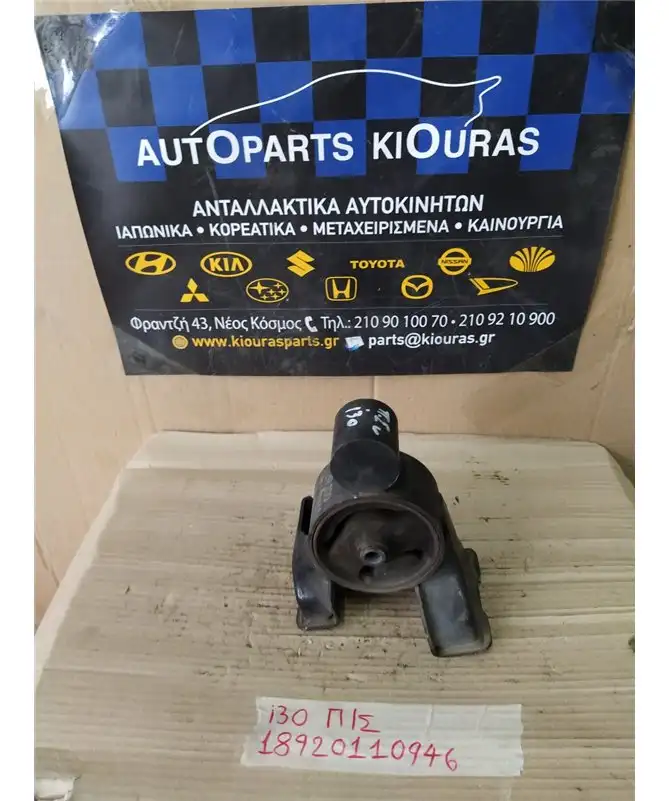 AUTOPARTS KIOURAS
ΑΝΤΑΛΛΑΚΤΙΚΑ ΑΥΤΟΚΙΝΗΤΩΝ
ΙΑΠΩΝΙΚΑ • ΚΟΡΕΑΤΙΚΑ • ΜΕΤΑΧΕΙΡΙΣΜΕΝΑ • ΚΑΙΝΟΥΡΓΙΑ
KIA TOYOTA NISSAN
Φραντζή 43, Νέος Κόσμος Τηλ.: 210 90 100 70 • 210 92 10 900
www.kiourasparts.gr parts@kiouras.gr
i30
i30 ΠΙΣ
18920110946